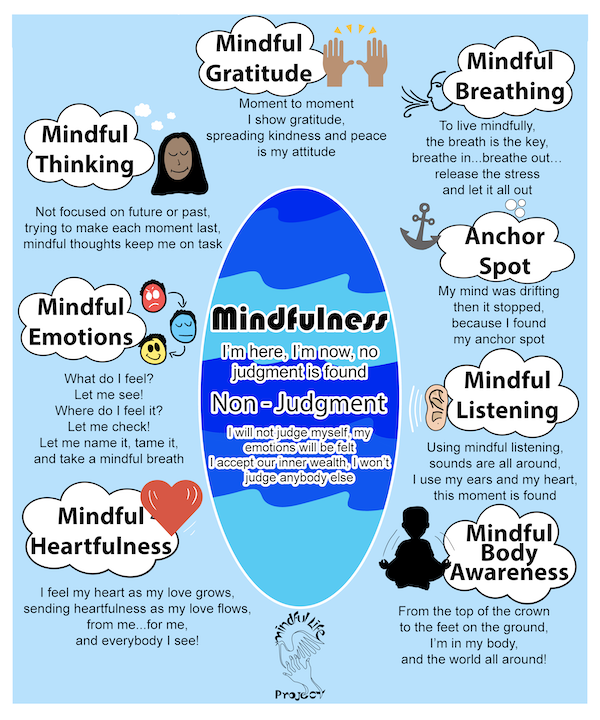 Mindful
Gratitude
Moment to moment
I show gratitude,
spreading kindness and peace
is my attitude
Mindful
Breathing
To live mindfully,
the breath is the key,
breathe in...breathe out...
release the stress
and let it all out
Mindful
Thinking
Not focused on future or past,
trying to make each moment last,
mindful thoughts keep me on task
Anchor
Spot
My mind was drifting
then it stopped,
because I found
my anchor spot
Mindful
Emotions
What do I feel?
Let me see!
Where do I feel it?
Let me check!
Let me name it, tame it,
and take a mindful breath
Mindfulness
I'm here, I'm now, no
judgment is found
Non - Judgment
I will not judge myself, my
emotions will be felt
I accept our inner wealth, I won't
judge anybody else
Mindful
Listening
Using mindful listening,
sounds are all around,
I use my ears and my heart,
this moment is found
Mindful
Heartfulness
I feel my heart as my love grows,
sending heartfulness as my love flows,
from me...for me,
and everybody I see!
Mindful
Body
Awareness
From the top of the crown
to the feet on the ground,
I'm in my body,
and the world all around!
Mindful Life
Project